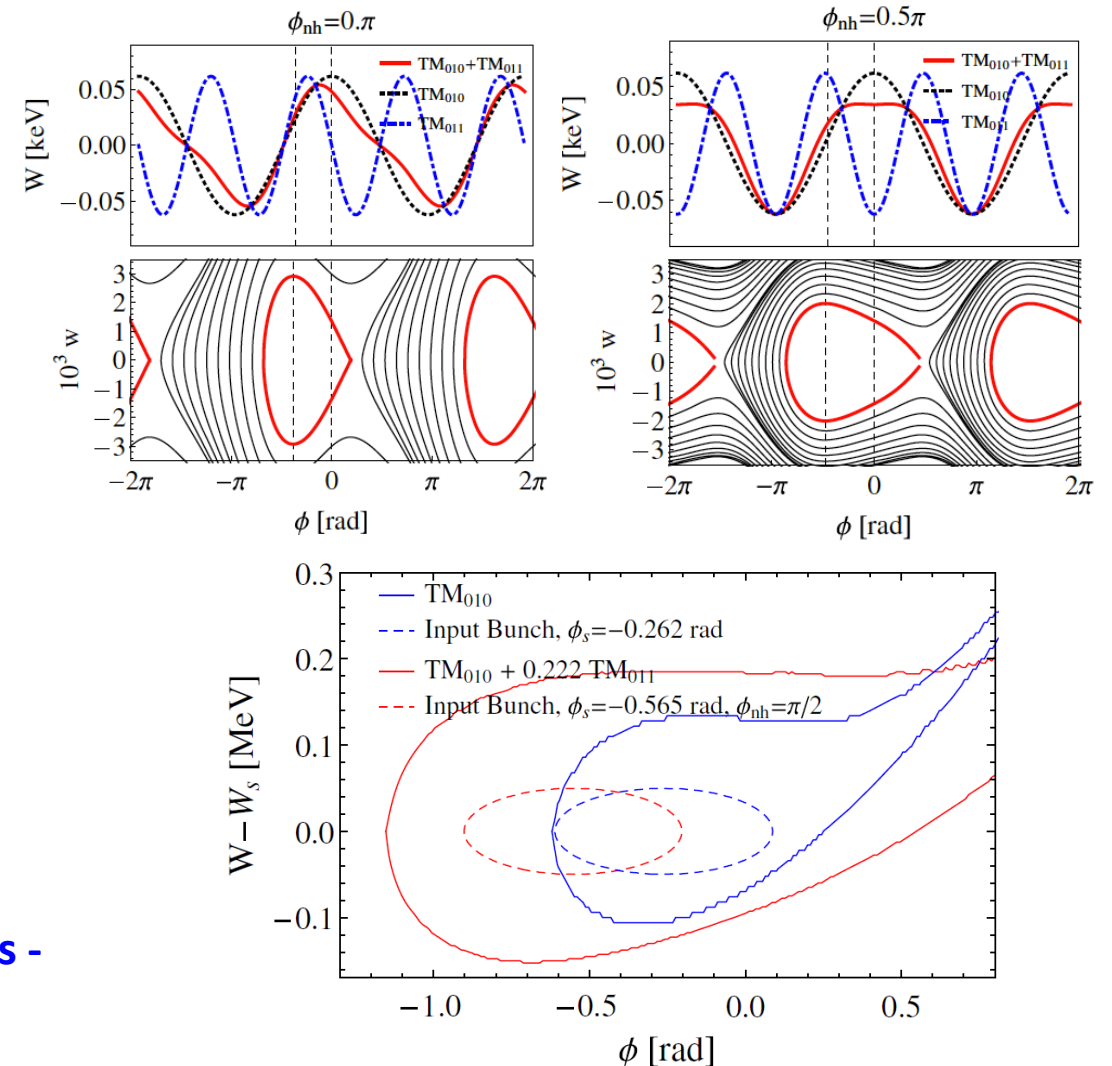 ϕnh=0.π
TM010+TM011
TM010
TM011
W [keV]
0.05
0.00
−0.05
10³ w
3
2
1
0
−1
−2
−3
−2π −π 0 π 2π
ϕ [rad]
ϕnh=0.5π
TM010+TM011
TM010
TM011
W [keV]
0.05
0.00
−0.05
10³ w
3
2
1
0
−1
−2
−3
−2π −π 0 π 2π
ϕ [rad]
TM010
Input Bunch, ϕs=−0.262 rad
TM010 + 0.222 TM011
Input Bunch, ϕs=−0.565 rad, ϕnh=π/2
W−Ws [MeV]
0.3
0.2
0.1
0.0
−0.1
−1.0 −0.5 0.0 0.5
ϕ [rad]
s -